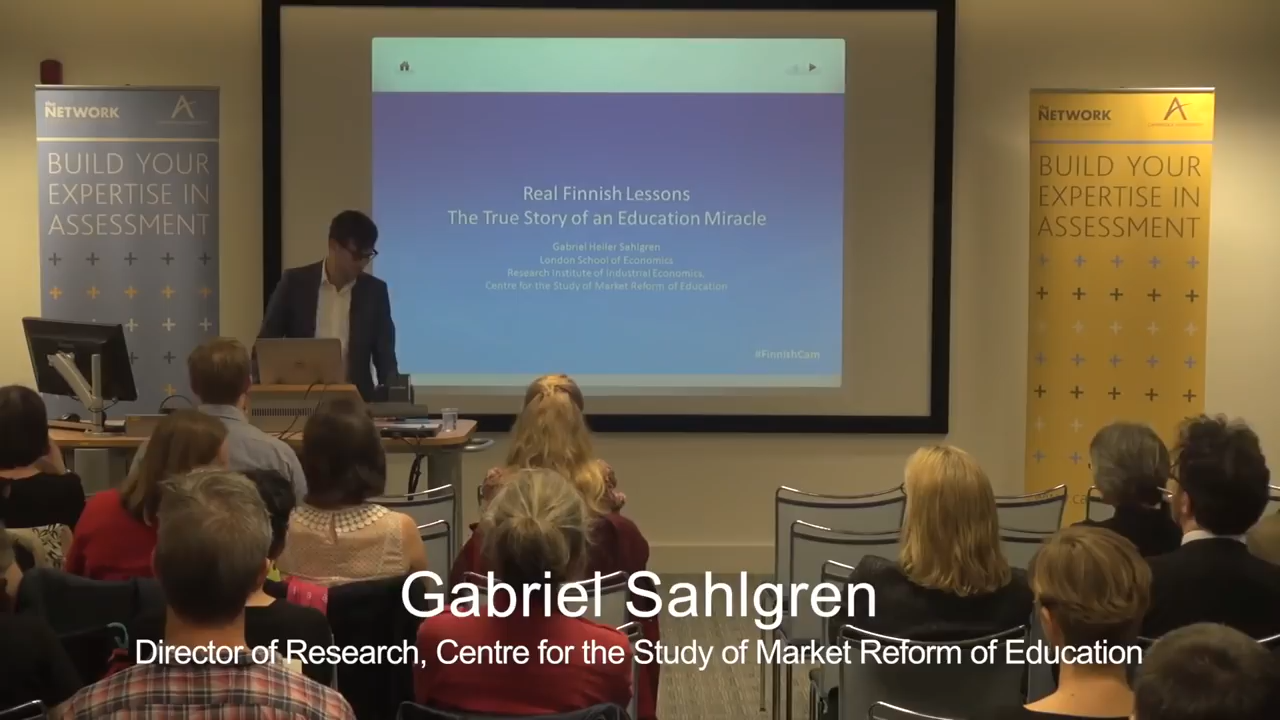 the
NETWORK
BUILD YOUR
EXPERTISE IN
ASSESSMENT
Real Finnish Lessons
The True Story of an Education Miracle
Gabriel Heller Sahlgren
London School of Economics
Research Institute of Industrial Economics,
Centre for the Study of Market Reform of Education
#FinnishCam
the
NETWORK
BUILD YOUR
EXPERTISE IN
ASSESSMENT
Gabriel Sahlgren
Director of Research, Centre for the Study of Market Reform of Education